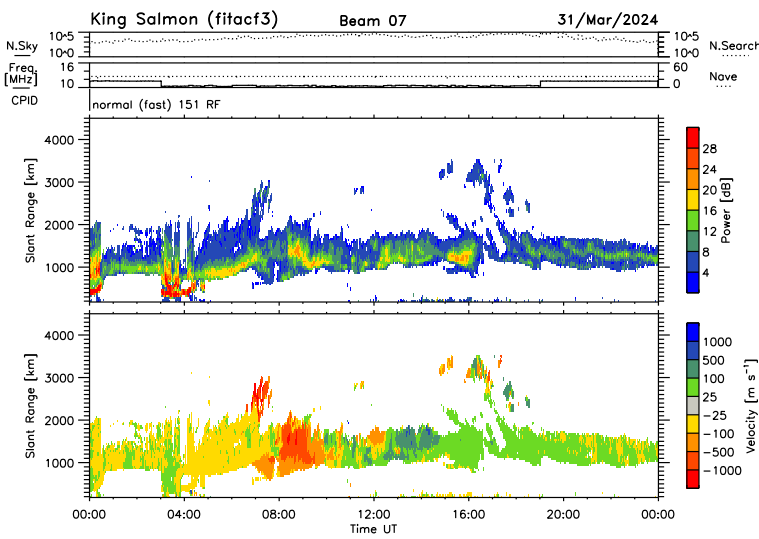 King Salmon (fitacf3) Beam 07 31/Mar/2024
N.Sky 10^5 10^0 10^5 10^0 N.Search
Freq. [MHz] 16 10 60 0 Nave
CPID normal (fast) 151 RF
Slant Range [km] 4000 3000 2000 1000
Power [dB] 28 24 20 16 12 8 4
Slant Range [km] 4000 3000 2000 1000
Velocity [m s⁻¹] 1000 500 100 25 −25 −100 −500 −1000
00:00 04:00 08:00 12:00 16:00 20:00 00:00
Time UT